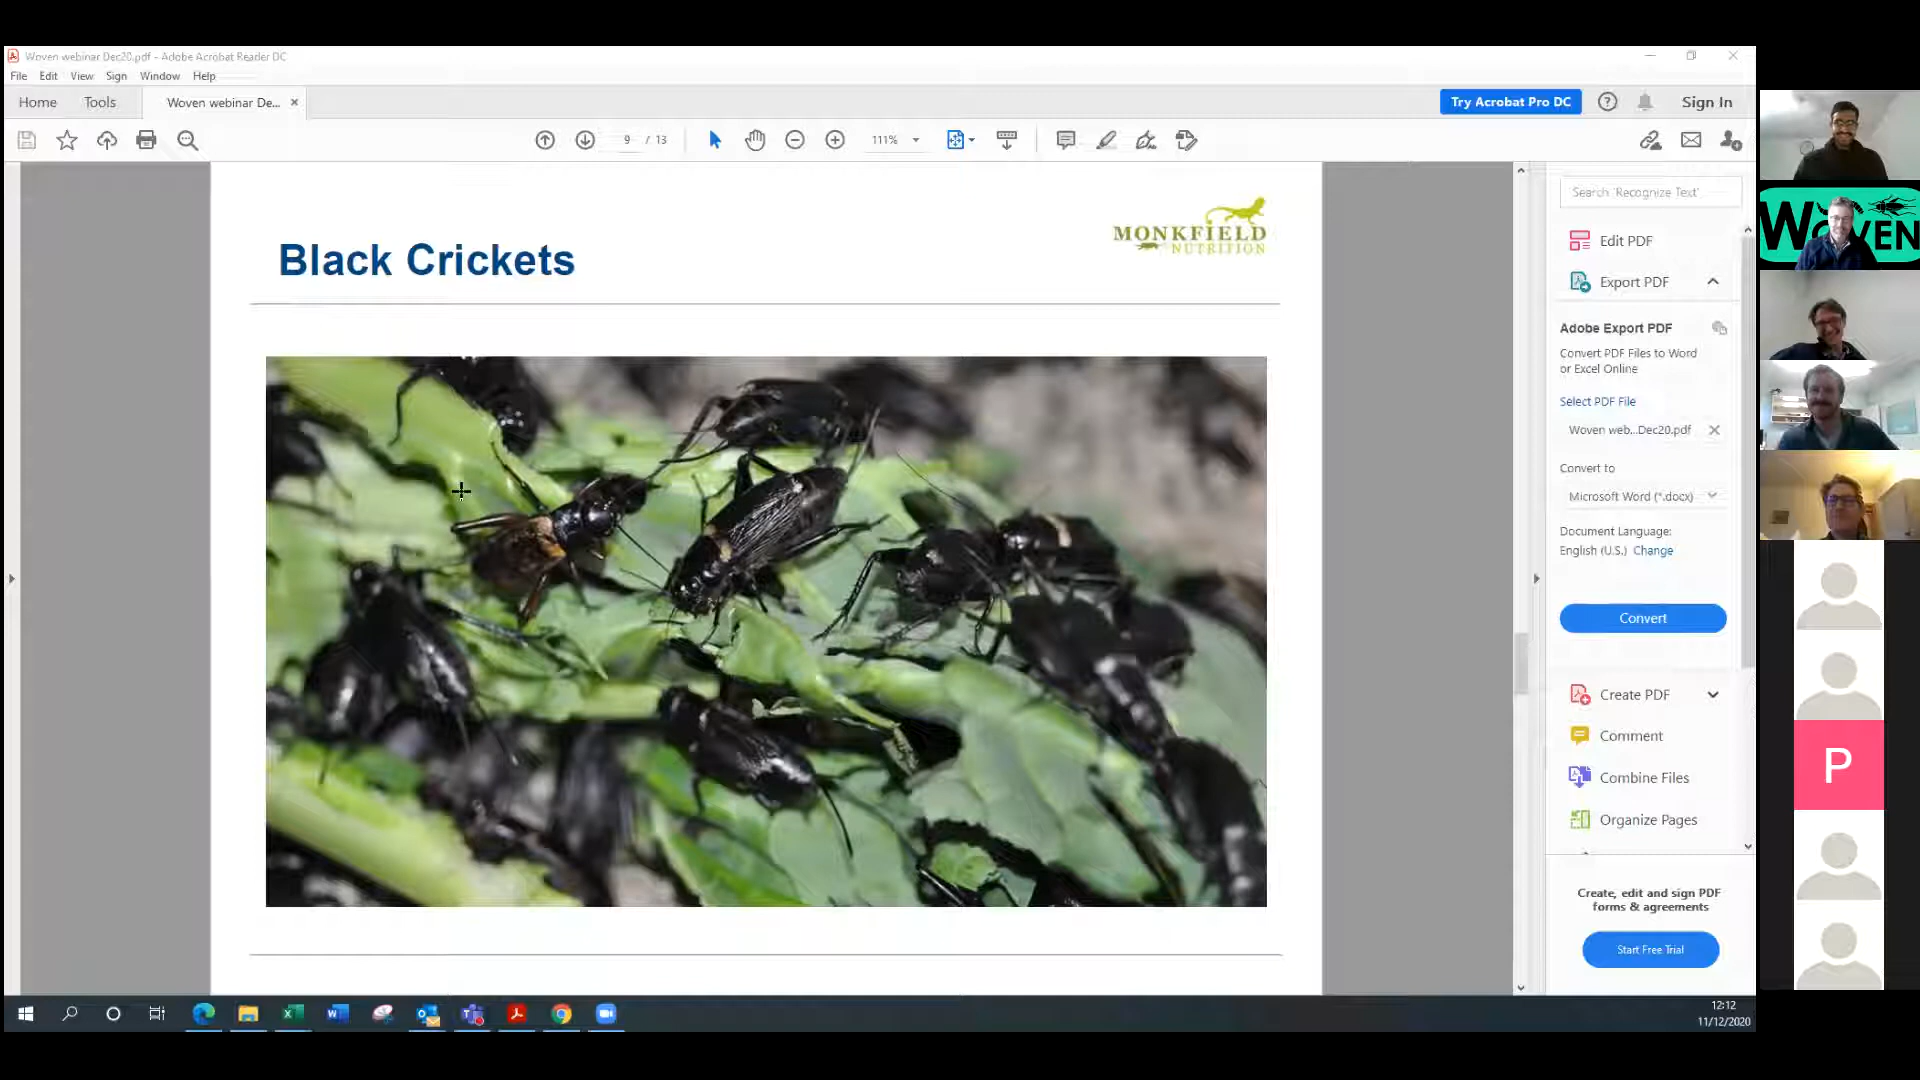 Woven webinar Dec20.pdf - Adobe Acrobat Reader DC
File Edit View Sign Window Help
Home Tools Woven webinar De... ×
Try Acrobat Pro DC
Sign In
9 / 13
111%
Search 'Recognize Text'
MONKFIELD
NUTRITION
Black Crickets
Edit PDF
Export PDF
Adobe Export PDF
Convert PDF Files to Word
or Excel Online
Select PDF File
Woven web...Dec20.pdf
Convert to
Microsoft Word (*.docx)
Document Language:
English (U.S.) Change
Convert
Create PDF
Comment
Combine Files
Organize Pages
Create, edit and sign PDF
forms & agreements
Start Free Trial
12:12
11/12/2020
WOVEN
P